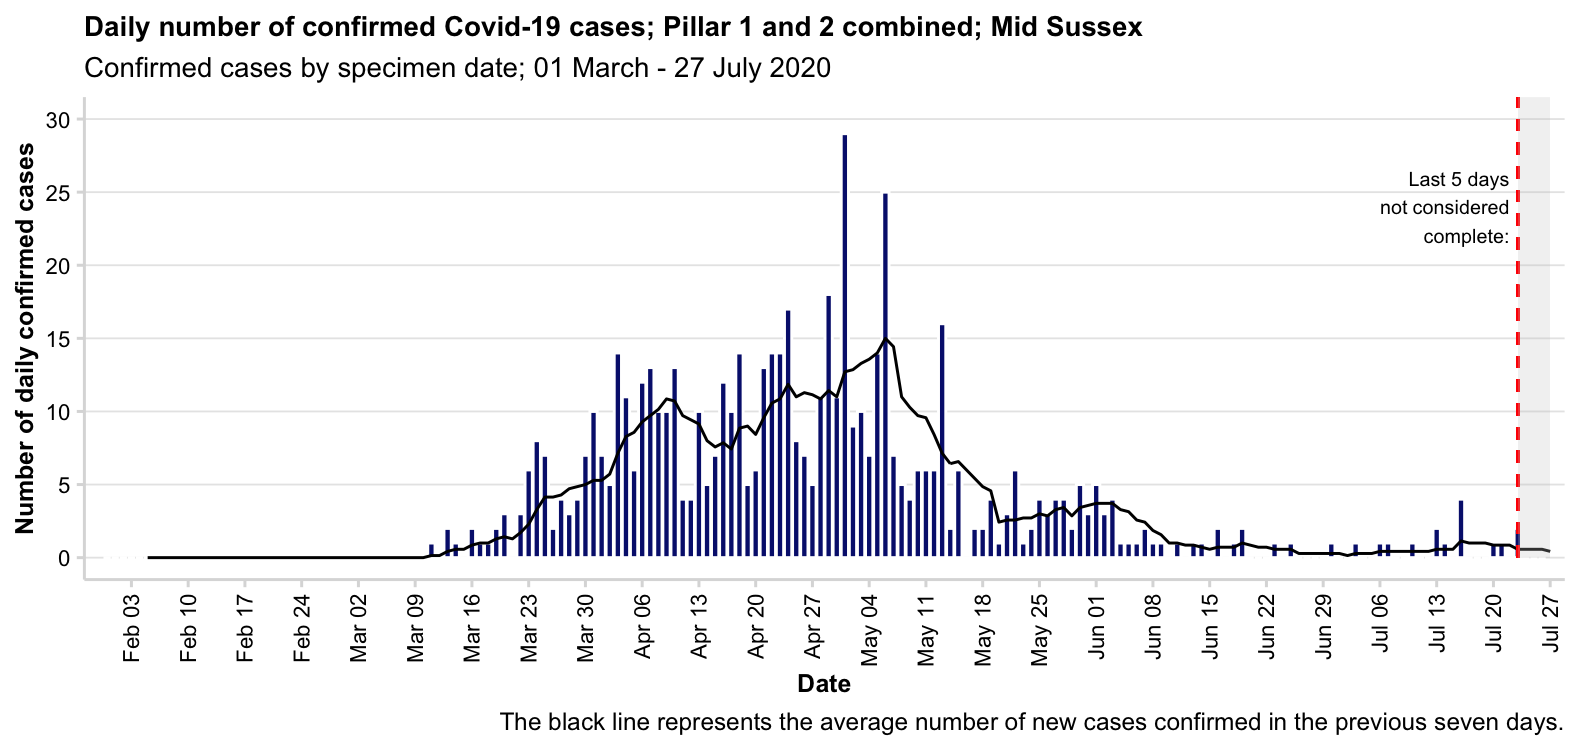 Daily number of confirmed Covid-19 cases; Pillar 1 and 2 combined; Mid Sussex
Confirmed cases by specimen date; 01 March - 27 July 2020
Number of daily confirmed cases
30
25
20
15
10
5
0
Last 5 days
not considered
complete:
Feb 03
Feb 10
Feb 17
Feb 24
Mar 02
Mar 09
Mar 16
Mar 23
Mar 30
Apr 06
Apr 13
Apr 20
Apr 27
May 04
May 11
May 18
May 25
Jun 01
Jun 08
Jun 15
Jun 22
Jun 29
Jul 06
Jul 13
Jul 20
Jul 27
Date
The black line represents the average number of new cases confirmed in the previous seven days.